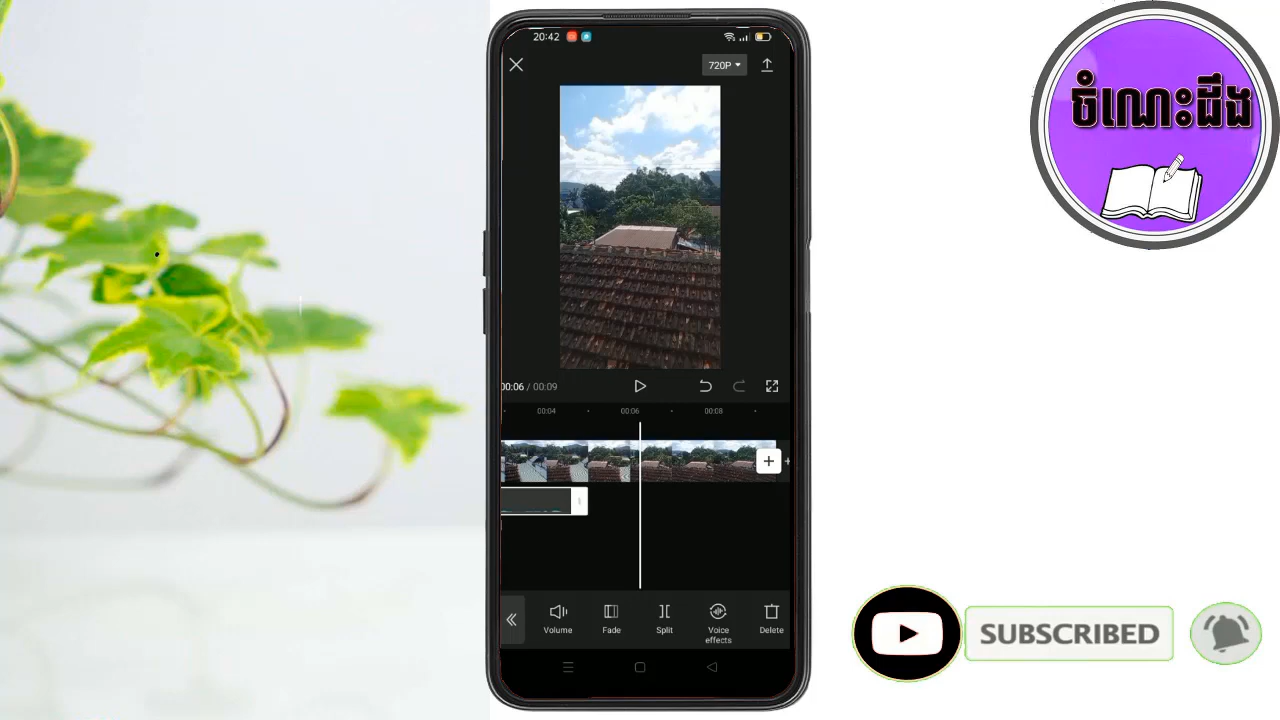 20:42
720P
ចំណេះដឹង
00:06 / 00:09
00:04
00:06
00:08
Volume
Fade
Split
Voice
effects
Delete
SUBSCRIBED